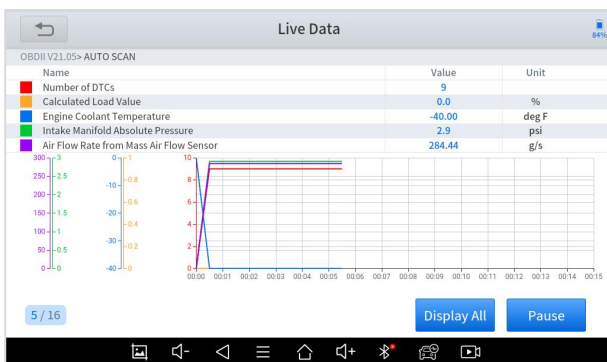 Live Data
84%
OBDII V21.05> AUTO SCAN
Name Value Unit
Number of DTCs 9
Calculated Load Value 0.0 %
Engine Coolant Temperature -40.00 deg F
Intake Manifold Absolute Pressure 2.9 psi
Air Flow Rate from Mass Air Flow Sensor 284.44 g/s
300 3 0 1 10
250 2.5 -10 0.8 8
200 2 0.6 6
150 1.5 -20 0.4 4
100 1 -30 0.2 2
50 0.5
0 0 -40 0 0
00:00 00:01 00:02 00:03 00:04 00:05 00:06 00:07 00:08 00:09 00:10 00:11 00:12 00:13 00:14 00:15
5 / 16 Display All Pause